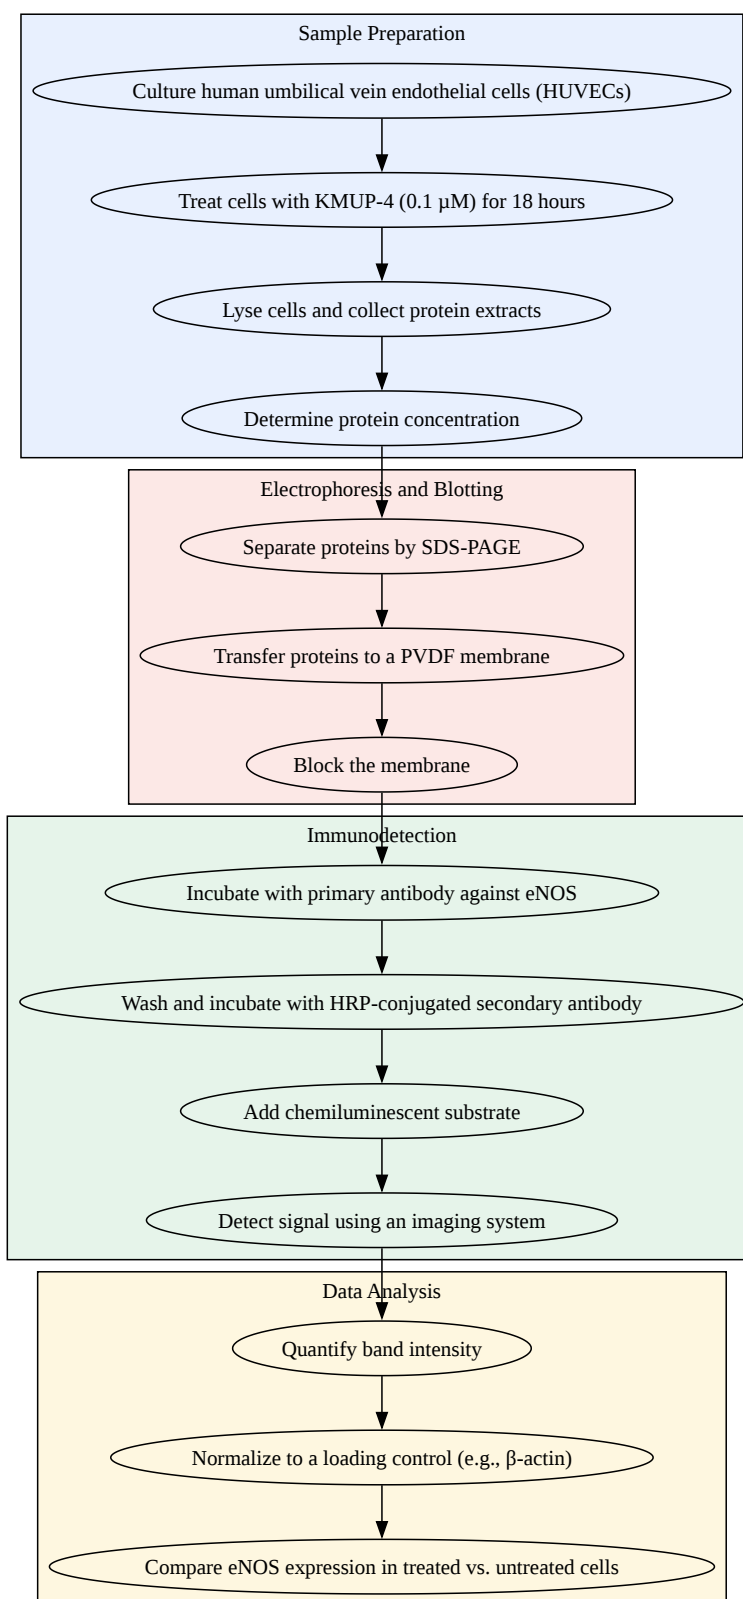 Sample Preparation
Culture human umbilical vein endothelial cells (HUVECs)
Treat cells with KMUP-4 (0.1 µM) for 18 hours
Lyse cells and collect protein extracts
Determine protein concentration
Electrophoresis and Blotting
Separate proteins by SDS-PAGE
Transfer proteins to a PVDF membrane
Block the membrane
Immunodetection
Incubate with primary antibody against eNOS
Wash and incubate with HRP-conjugated secondary antibody
Add chemiluminescent substrate
Detect signal using an imaging system
Data Analysis
Quantify band intensity
Normalize to a loading control (e.g., β-actin)
Compare eNOS expression in treated vs. untreated cells